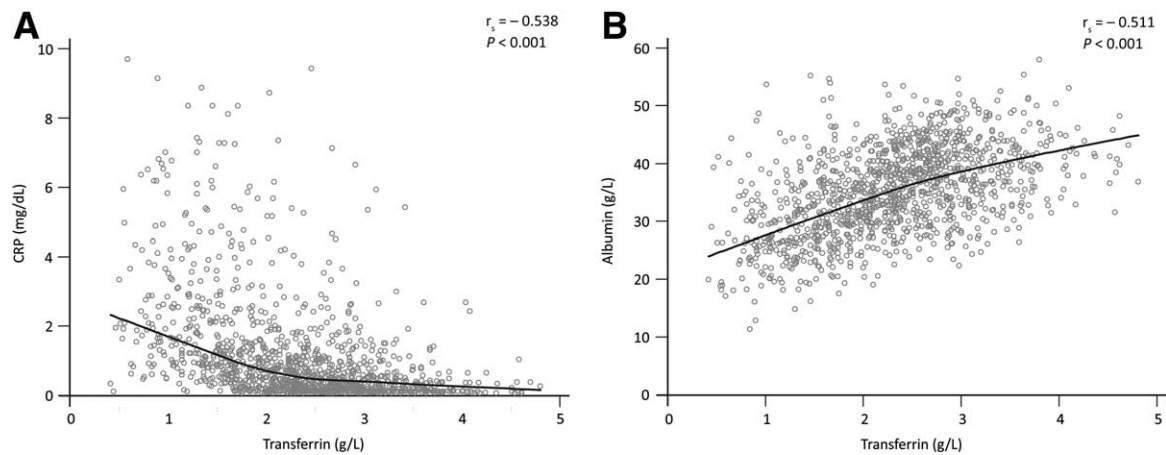 A
r_s = – 0.538
P < 0.001
10
8
6
4
2
0
CRP (mg/dL)
0 1 2 3 4 5
Transferrin (g/L)
B
r_s = – 0.511
P < 0.001
60
50
40
30
20
10
0
Albumin (g/L)
0 1 2 3 4 5
Transferrin (g/L)